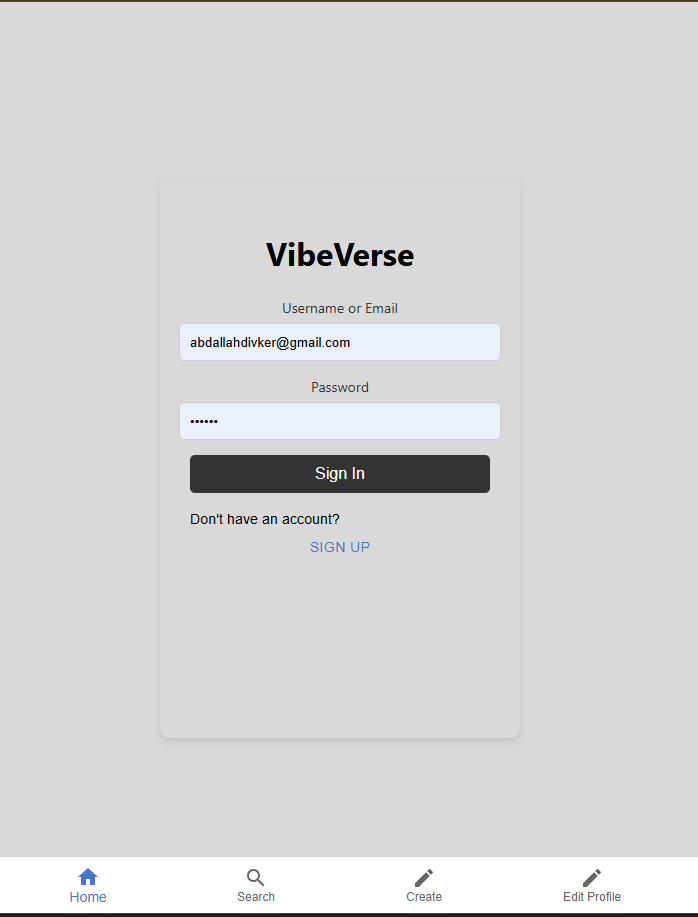 VibeVerse
Username or Email
abdallahdivker@gmail.com
Password
••••••
Sign In
Don't have an account?
SIGN UP
Home Search Create Edit Profile